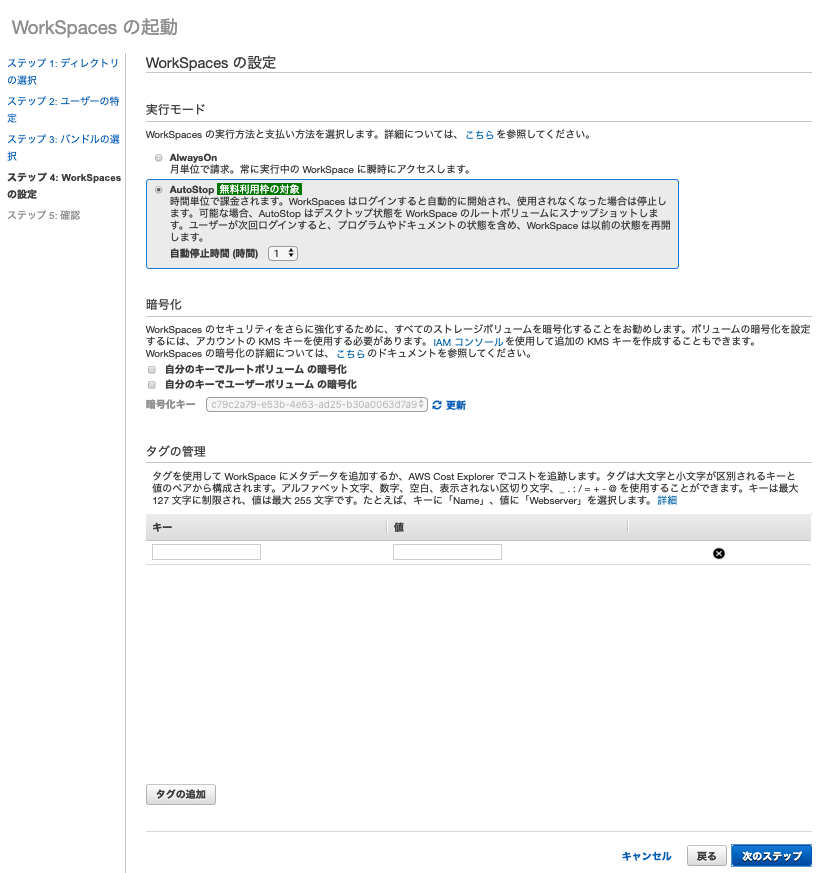 WorkSpaces の起動
ステップ 1: ディレクトリ
の選択
ステップ 2: ユーザーの特
定
ステップ 3: バンドルの選
択
ステップ 4: WorkSpaces
の設定
ステップ 5: 確認
WorkSpaces の設定
実行モード
WorkSpaces の実行方法と支払い方法を選択します。詳細については、 こちら を参照してください。
AlwaysOn
月単位で請求。常に実行中の WorkSpace に瞬時にアクセスします。
AutoStop 無料利用枠の対象
時間単位で課金されます。WorkSpaces はログインすると自動的に開始され、使用されなくなった場合は停止し
ます。可能な場合、AutoStop はデスクトップ状態を WorkSpace のルートボリュームにスナップショットしま
す。ユーザーが次回ログインすると、プログラムやドキュメントの状態を含め、WorkSpace は以前の状態を再開
します。
自動停止時間 (時間) 1
暗号化
WorkSpaces のセキュリティをさらに強化するために、すべてのストレージボリュームを暗号化することをお勧めします。ボリュームの暗号化を設定
するには、アカウントの KMS キーを使用する必要があります。 IAM コンソール を使用して追加の KMS キーを作成することもできます。
WorkSpaces の暗号化の詳細については、 こちら のドキュメントを参照してください。
自分のキーでルートボリューム の暗号化
自分のキーでユーザーボリューム の暗号化
暗号化キー c79c2a79-e53b-4e63-ad25-b30a0063d7a9 更新
タグの管理
タグを使用して WorkSpace にメタデータを追加するか、AWS Cost Explorer でコストを追跡します。タグは大文字と小文字が区別されるキーと
値のペアから構成されます。アルファベット文字、数字、空白、表示されない区切り文字、_ . : / = + - @ を使用することができます。キーは最大
127 文字に制限され、値は最大 255 文字です。たとえば、キーに「Name」、値に「Webserver」を選択します。 詳細
キー 値
タグの追加
キャンセル 戻る 次のステップ